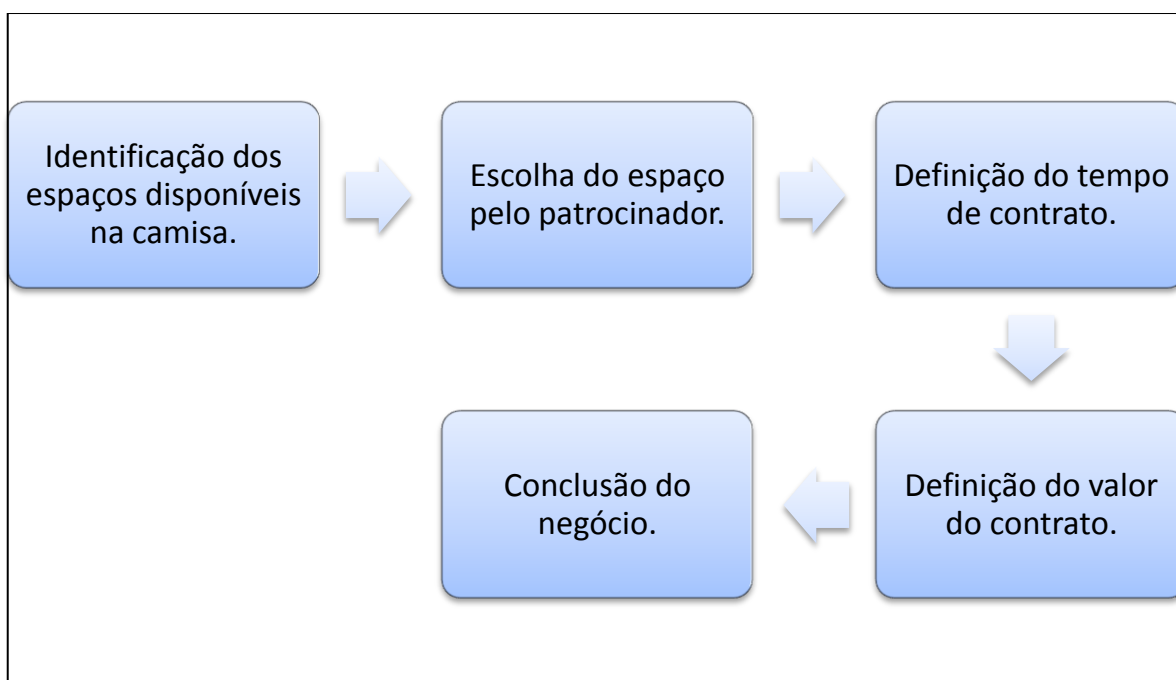 Identificação dos
espaços disponíveis
na camisa.
Escolha do espaço
pelo patrocinador.
Definição do tempo
de contrato.
Definição do valor
do contrato.
Conclusão do
negócio.